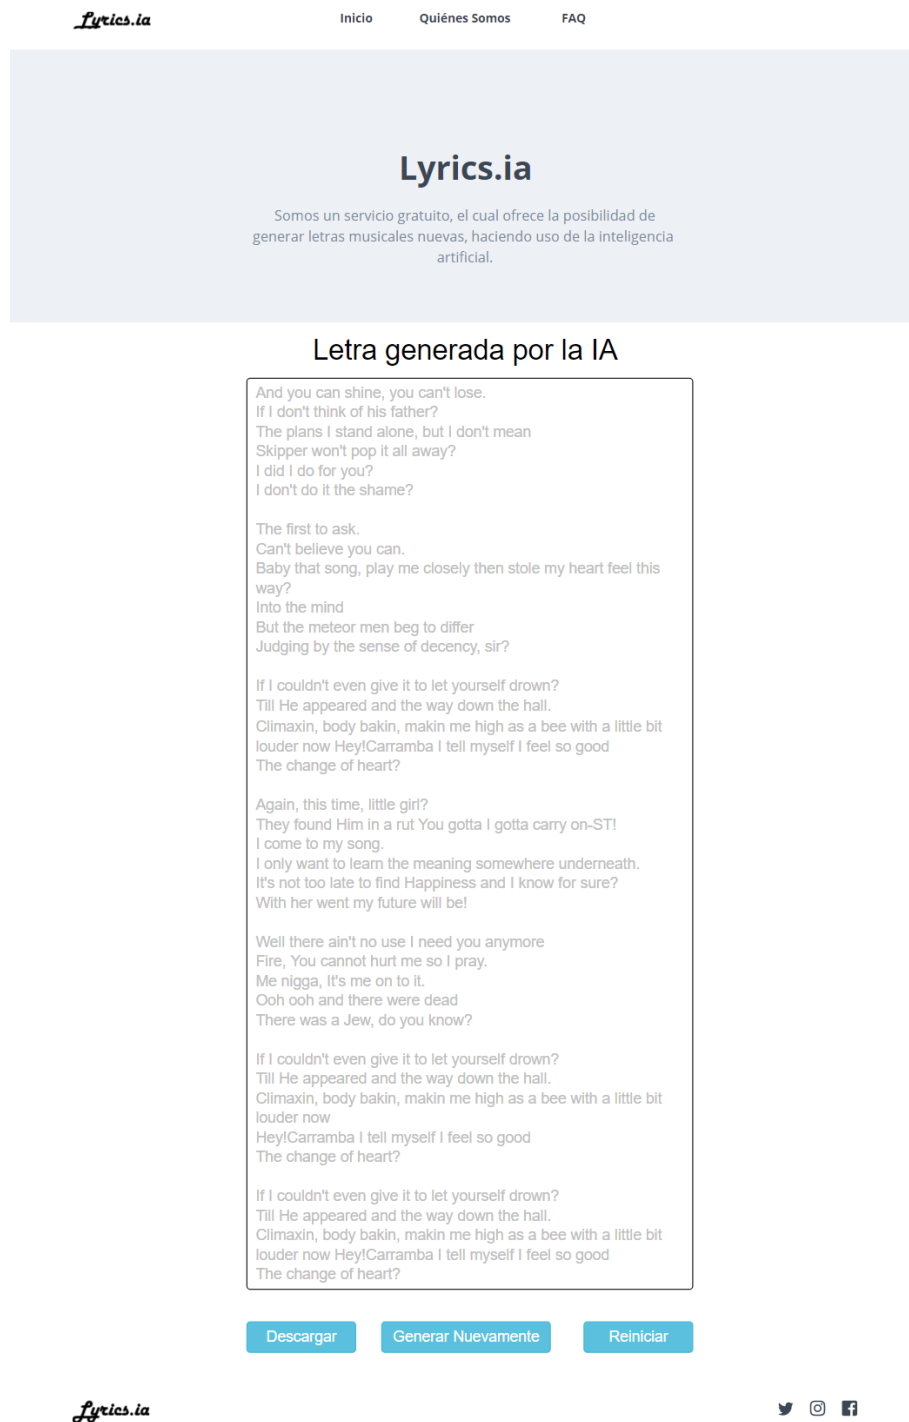 Lyrics.ia
Inicio
Quiénes Somos
FAQ
Lyrics.ia
Somos un servicio gratuito, el cual ofrece la posibilidad de
generar letras musicales nuevas, haciendo uso de la inteligencia
artificial.
Letra generada por la IA
And you can shine, you can't lose.
If I don't think of his father?
The plans I stand alone, but I don't mean
Skipper won't pop it all away?
I did I do for you?
I don't do it the shame?
The first to ask.
Can't believe you can.
Baby that song, play me closely then stole my heart feel this
way?
Into the mind
But the meteor men beg to differ
Judging by the sense of decency, sir?
If I couldn't even give it to let yourself drown?
Till He appeared and the way down the hall.
Climaxin, body bakin, makin me high as a bee with a little bit
louder now Hey!Carramba I tell myself I feel so good
The change of heart?
Again, this time, little girl?
They found Him in a rut You gotta I gotta carry on-ST!
I come to my song.
I only want to learn the meaning somewhere underneath.
It's not too late to find Happiness and I know for sure?
With her went my future will be!
Well there ain't no use I need you anymore
Fire, You cannot hurt me so I pray.
Me nigga, It's me on to it.
Ooh ooh and there were dead
There was a Jew, do you know?
If I couldn't even give it to let yourself drown?
Till He appeared and the way down the hall.
Climaxin, body bakin, makin me high as a bee with a little bit
louder now
Hey!Carramba I tell myself I feel so good
The change of heart?
If I couldn't even give it to let yourself drown?
Till He appeared and the way down the hall.
Climaxin, body bakin, makin me high as a bee with a little bit
louder now Hey!Carramba I tell myself I feel so good
The change of heart?
Descargar
Generar Nuevamente
Reiniciar
Lyrics.ia